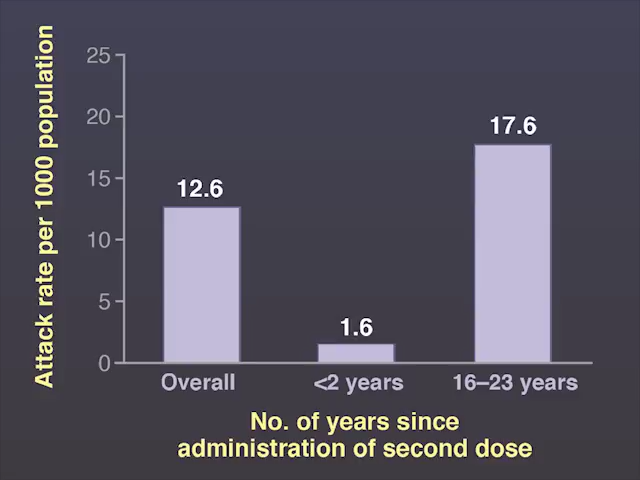 Attack rate per 1000 population
25
20
15
10
5
0
12.6
1.6
17.6
Overall
<2 years
16–23 years
No. of years since
administration of second dose